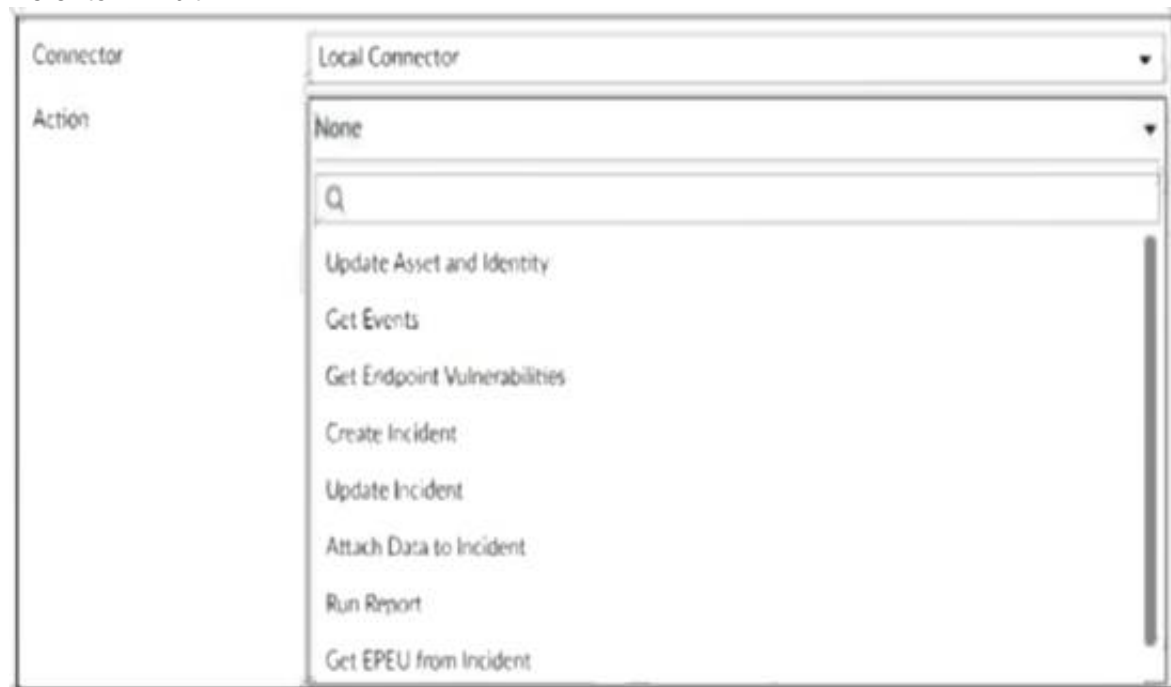 Connector
Local Connector
Action
None
Update Asset and Identity
Get Events
Get Endpoint Vulnerabilities
Create Incident
Update Incident
Attach Data to Incident
Run Report
Get EPEU from Incident